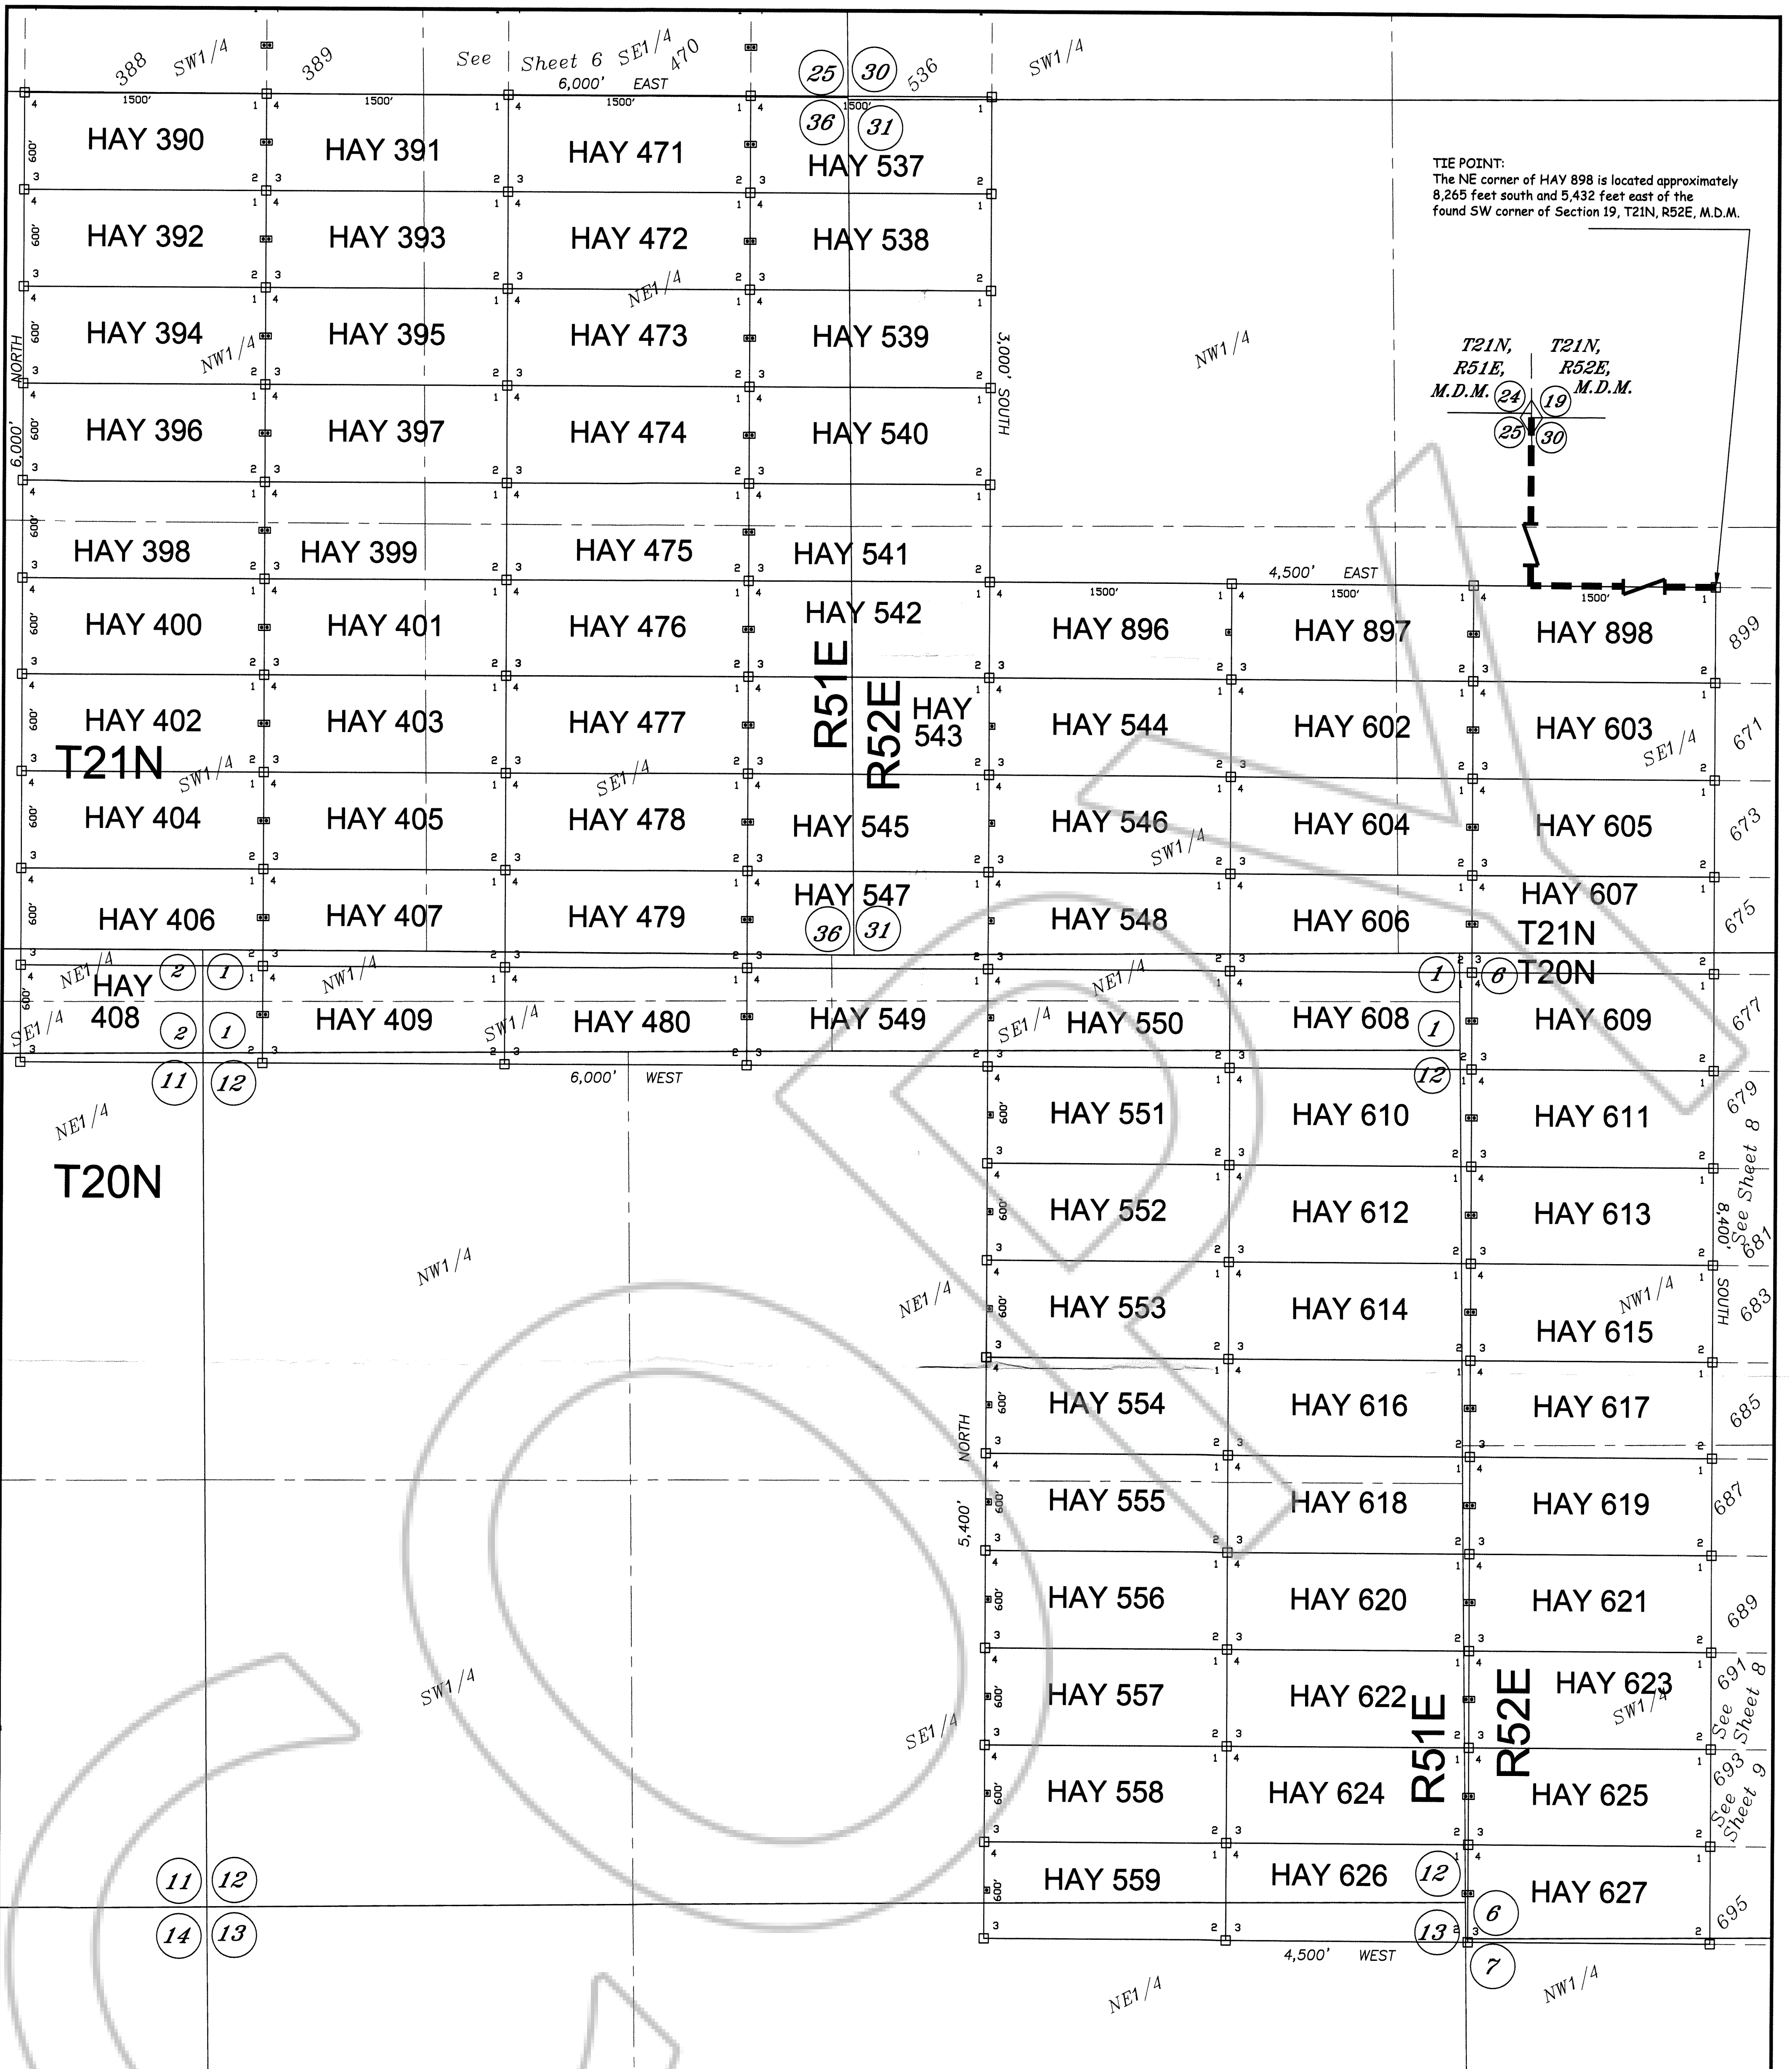 388 SW1/4 389 See Sheet 6 SE1/4 470 25 30 536 SW1/4
6,000' EAST
1500' 1500' 1500' 1500'
36 31
HAY 390 HAY 391 HAY 471 HAY 537
TIE POINT:
The NE corner of HAY 898 is located approximately
8,265 feet south and 5,432 feet east of the
found SW corner of Section 19, T21N, R52E, M.D.M.
HAY 392 HAY 393 HAY 472 HAY 538
NE1/4
HAY 394 HAY 395 HAY 473 HAY 539
NW1/4 NW1/4
6,000' NORTH
3,000' SOUTH
T21N, T21N,
R51E, R52E,
M.D.M. 24 19 M.D.M.
25 30
HAY 396 HAY 397 HAY 474 HAY 540
HAY 398 HAY 399 HAY 475 HAY 541
4,500' EAST
1500' 1500' 1500'
HAY 400 HAY 401 HAY 476 HAY 542 HAY 896 HAY 897 HAY 898 899
R51E R52E
HAY 402 HAY 403 HAY 477 HAY 543 HAY 544 HAY 602 HAY 603 671
T21N SW1/4 SE1/4 SE1/4
HAY 404 HAY 405 HAY 478 HAY 545 HAY 546 HAY 604 HAY 605 673
SW1/4
HAY 406 HAY 407 HAY 479 HAY 547 HAY 548 HAY 606 HAY 607 675
36 31 T21N
NE1/4 2 1 NW1/4 NE1/4 1 6 T20N
HAY 408 HAY 409 HAY 480 HAY 549 HAY 550 HAY 608 HAY 609 677
SE1/4 2 1 SW1/4 SE1/4 1
11 12 6,000' WEST 12
NE1/4
HAY 551 HAY 610 HAY 611 679
T20N
See Sheet 8
HAY 552 HAY 612 HAY 613 681
8,400' SOUTH
NW1/4 NE1/4 NW1/4
HAY 553 HAY 614 HAY 615 683
HAY 554 HAY 616 HAY 617 685
5,400' NORTH
HAY 555 HAY 618 HAY 619 687
HAY 556 HAY 620 HAY 621 689
HAY 557 HAY 622 HAY 623 691
SW1/4 SE1/4 SW1/4
R51E R52E
See Sheet 8
HAY 558 HAY 624 HAY 625 693
See Sheet 9
HAY 559 HAY 626 12 HAY 627 695
11 12 6
14 13 13
4,500' WEST 7
NE1/4 NW1/4
COPY